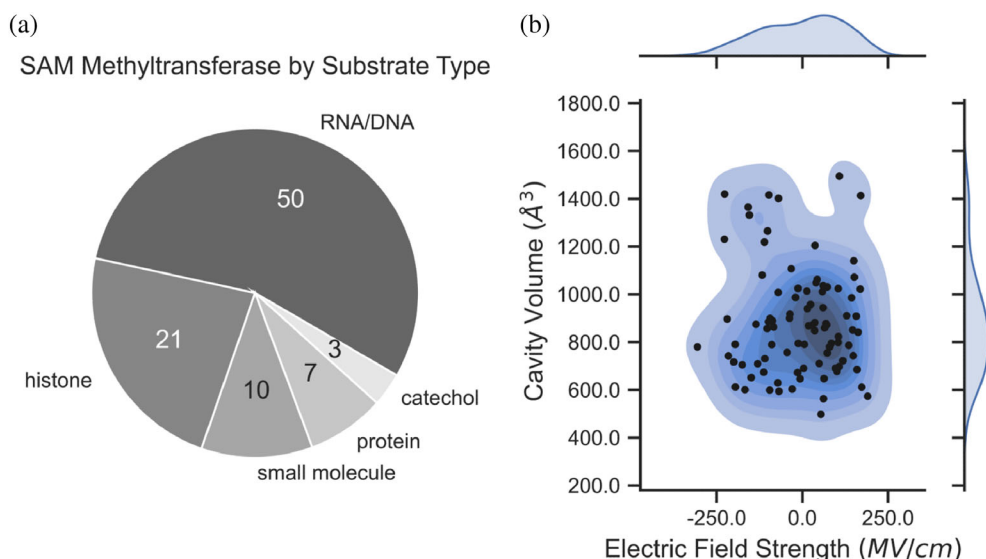 (a)
SAM Methyltransferase by Substrate Type
RNA/DNA
50
21
histone
10
small molecule
7
protein
3
catechol
(b)
1800.0
1600.0
1400.0
1200.0
1000.0
800.0
600.0
400.0
200.0
Cavity Volume (Å³)
-250.0 0.0 250.0
Electric Field Strength (MV/cm)